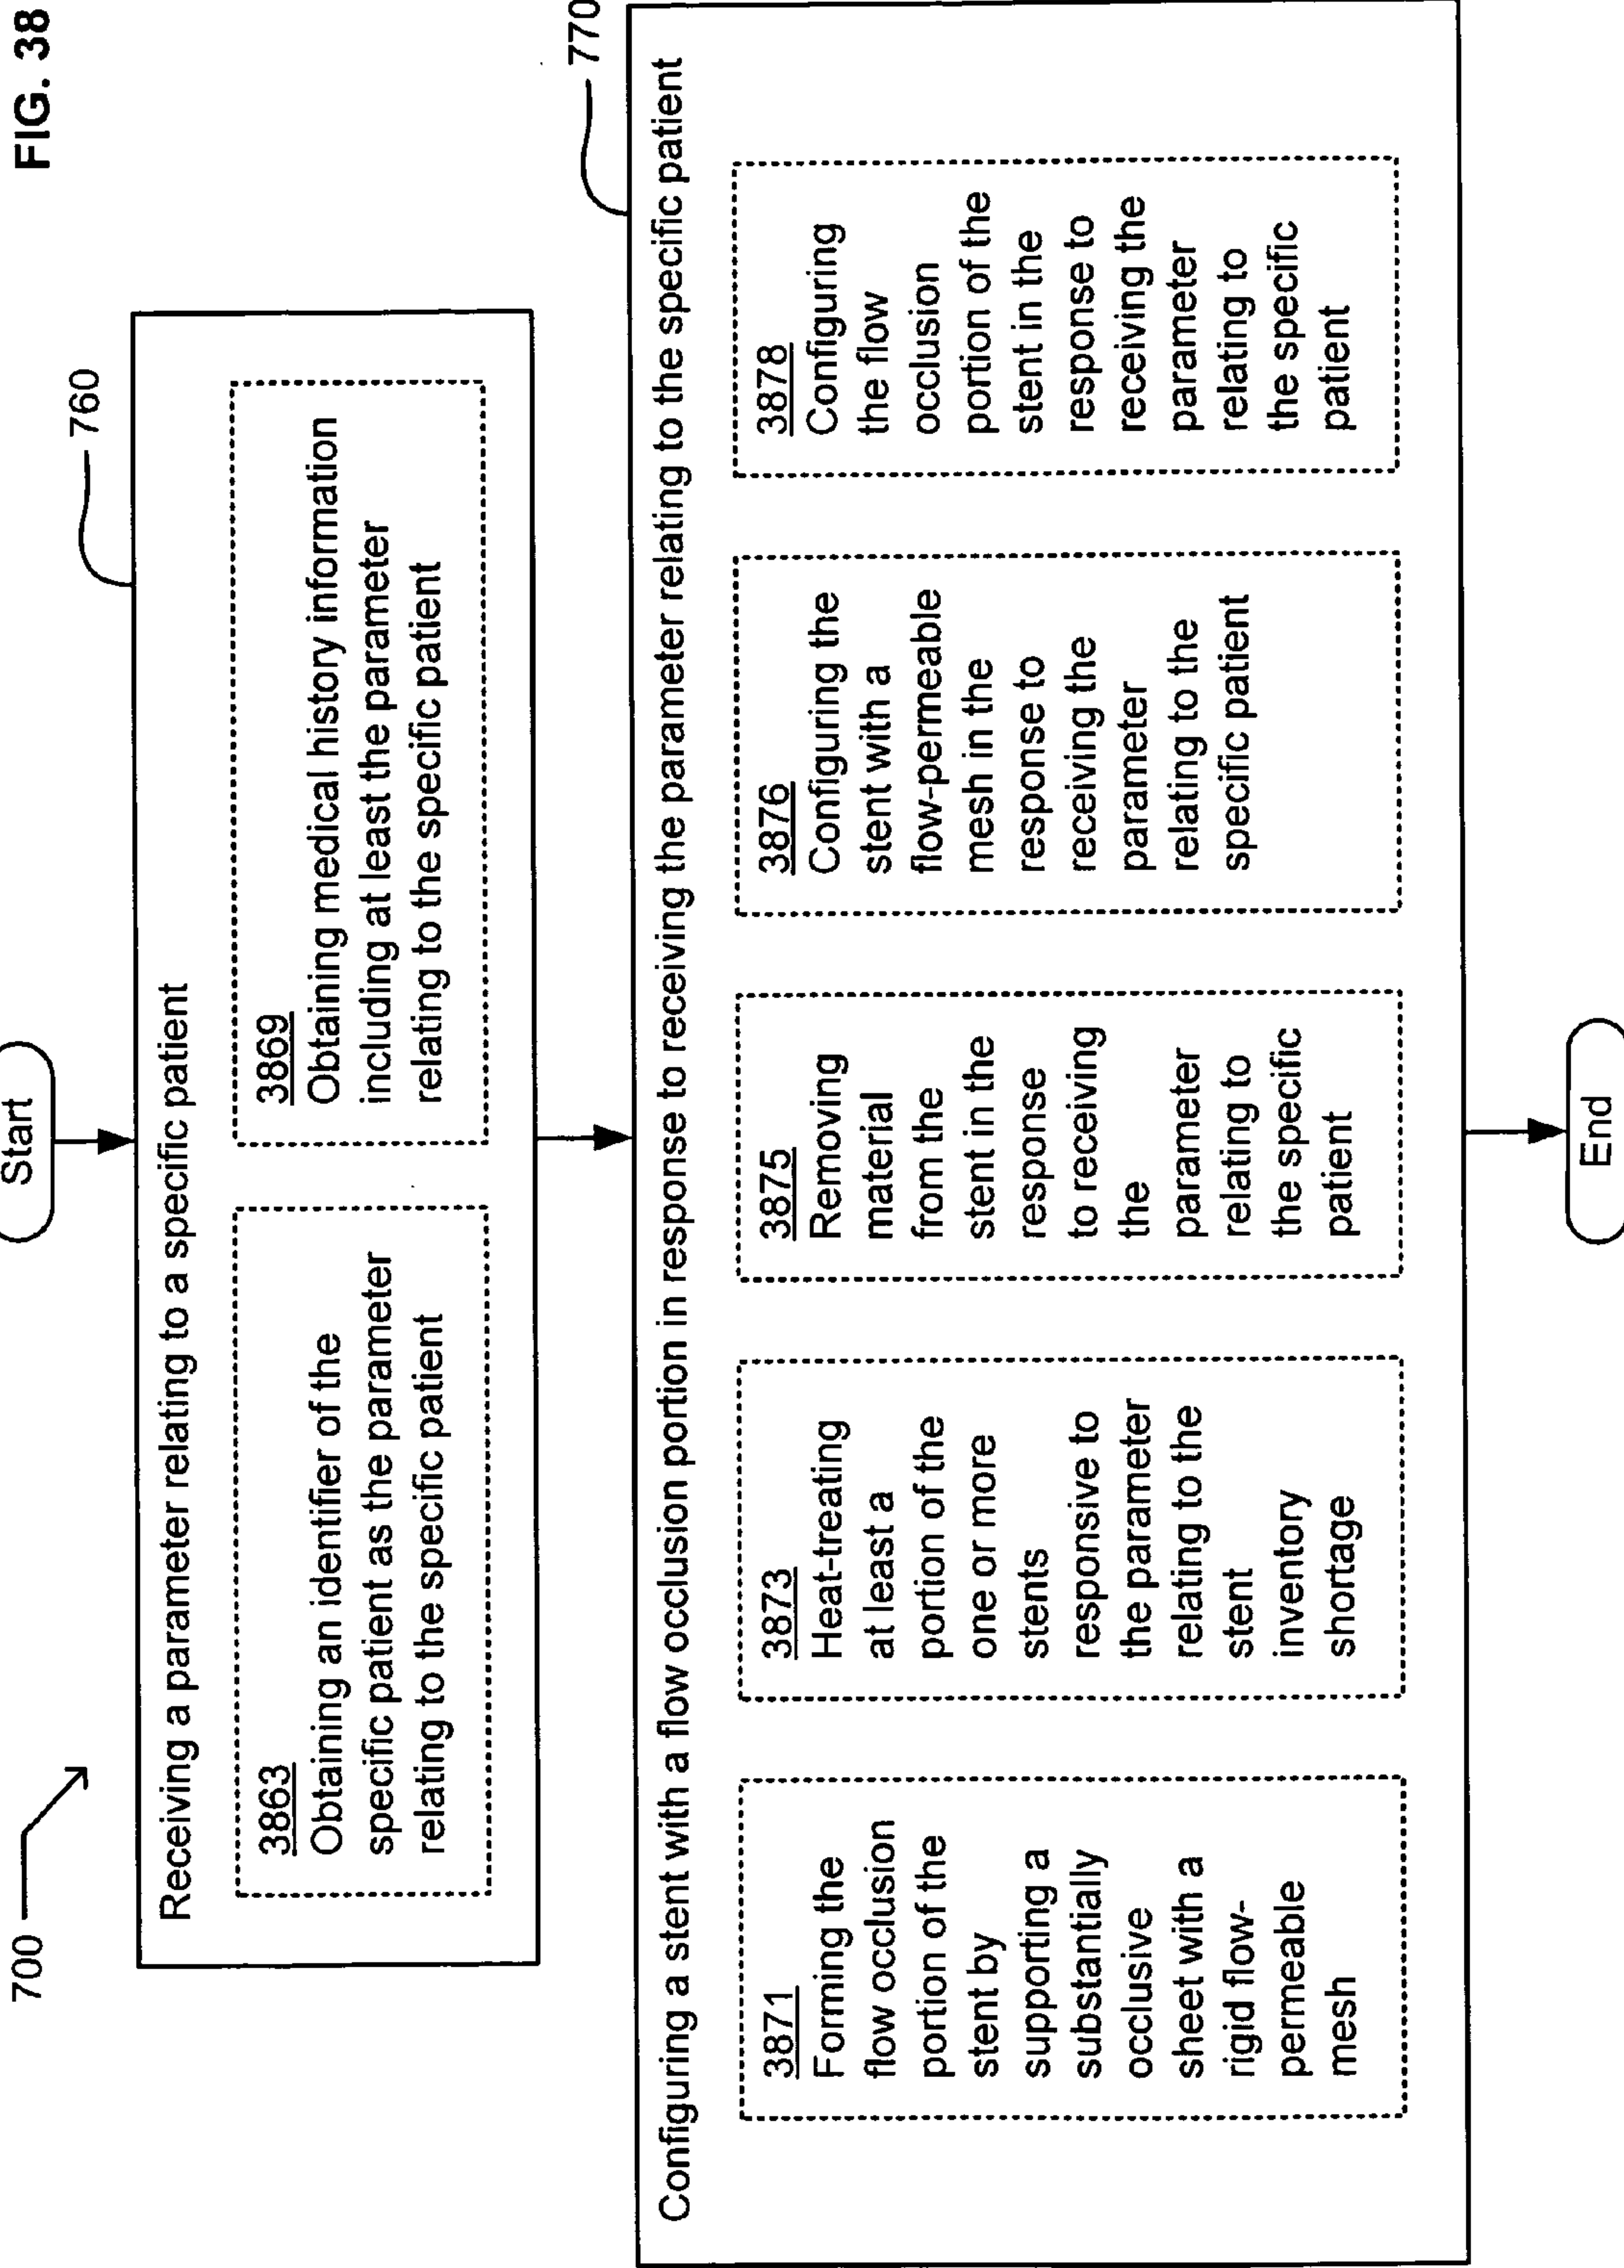 FIG. 38
700
Start
760
Receiving a parameter relating to a specific patient
3863
Obtaining an identifier of the
specific patient as the parameter
relating to the specific patient
3869
Obtaining medical history information
including at least the parameter
relating to the specific patient
770
Configuring a stent with a flow occlusion portion in response to receiving the parameter relating to the specific patient
3871
Forming the
flow occlusion
portion of the
stent by
supporting a
substantially
occlusive
sheet with a
rigid flow-
permeable
mesh
3873
Heat-treating
at least a
portion of the
one or more
stents
responsive to
the parameter
relating to the
stent
inventory
shortage
3875
Removing
material
from the
stent in the
response
to receiving
the
parameter
relating to
the specific
patient
3876
Configuring the
stent with a
flow-permeable
mesh in the
response to
receiving the
parameter
relating to the
specific patient
3878
Configuring
the flow
occlusion
portion of the
stent in the
response to
receiving the
parameter
relating to
the specific
patient
End